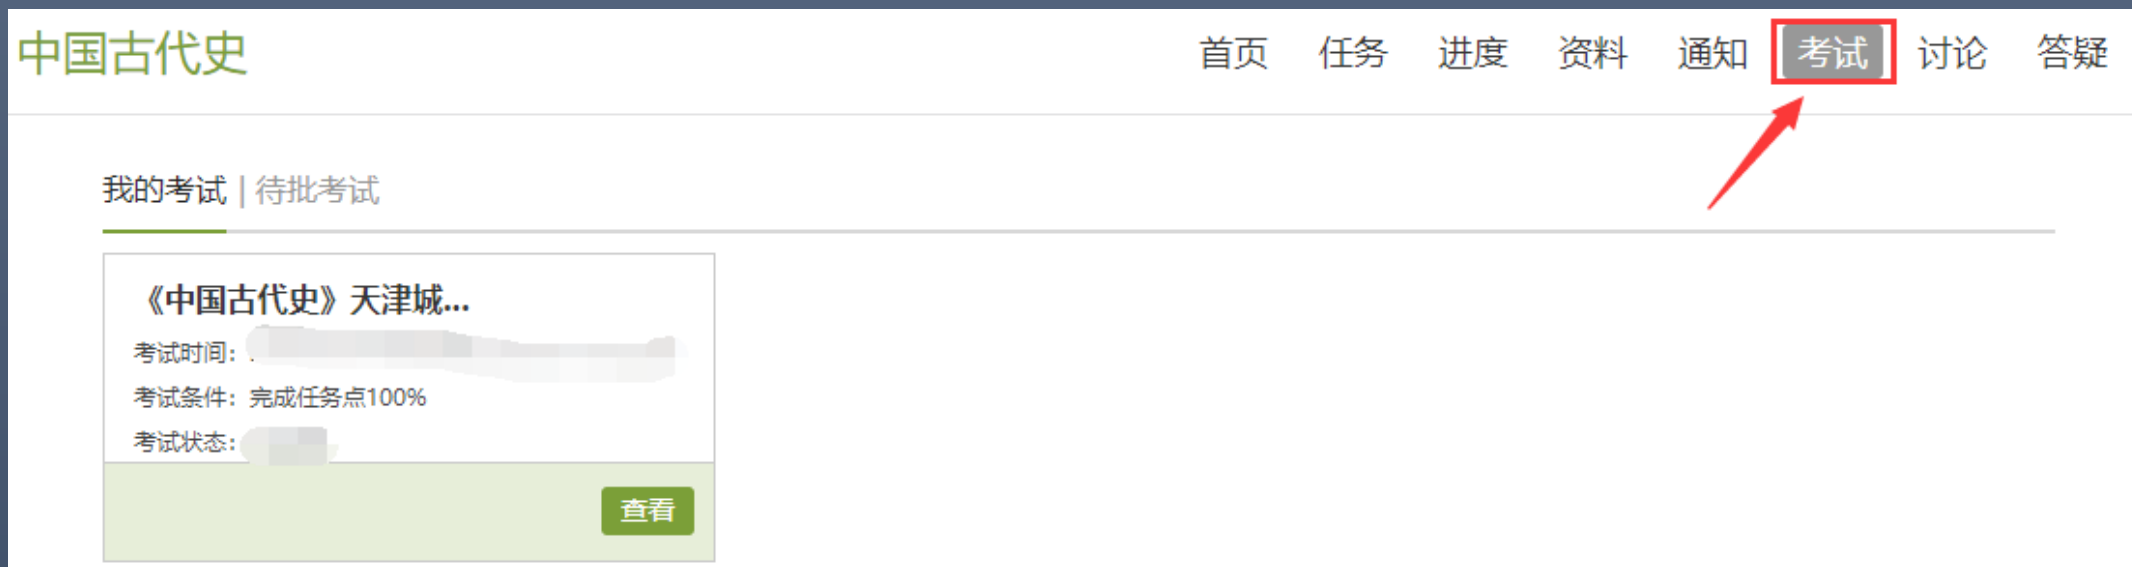 中国古代史 首页 任务 进度 资料 通知 考试 讨论 答疑
我的考试 | 待批考试
《中国古代史》天津城...
考试时间：
考试条件：完成任务点100%
考试状态：
查看